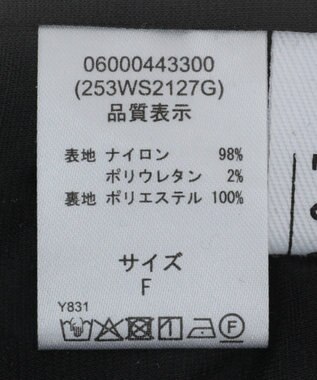 06000443300
(253WS2127G)
品質表示
表地 ナイロン 98%
ポリウレタン 2%
裏地 ポリエステル 100%
サイズ
F
Y831
F